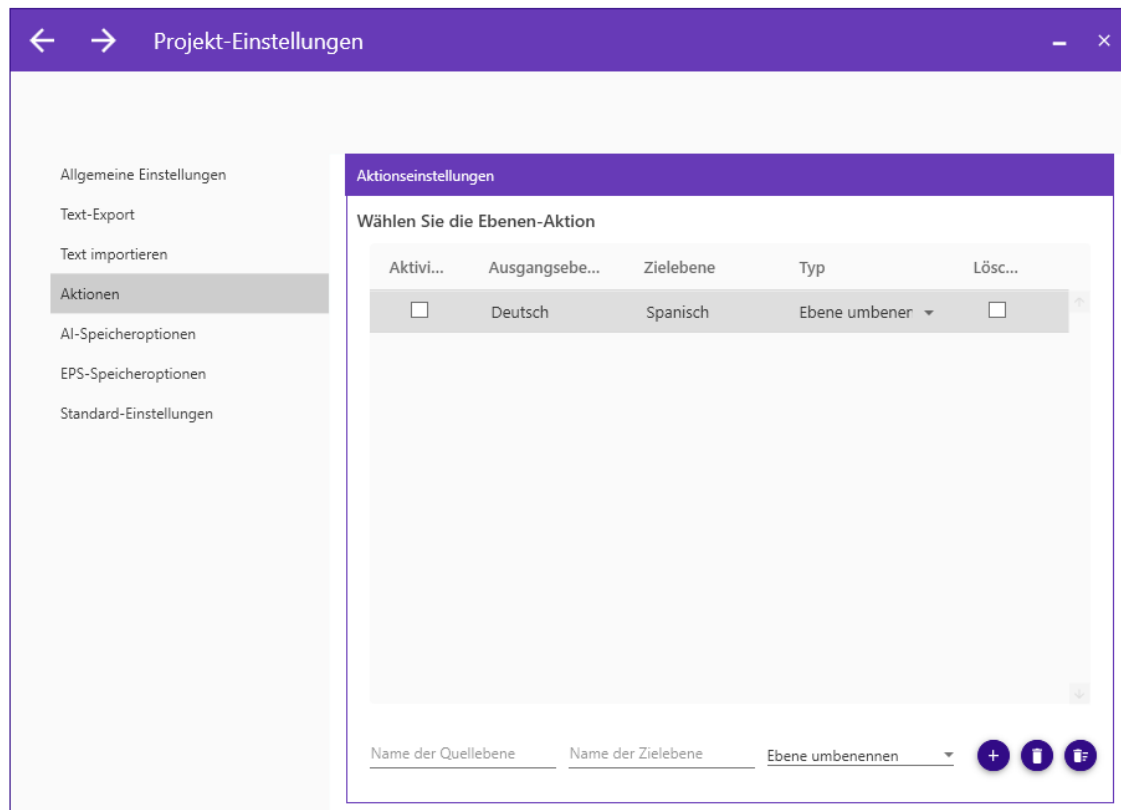 Projekt-Einstellungen
Allgemeine Einstellungen
Text-Export
Text importieren
Aktionen
AI-Speicheroptionen
EPS-Speicheroptionen
Standard-Einstellungen
Aktionseinstellungen
Wählen Sie die Ebenen-Aktion
Aktivi... Ausgangsebe... Zielebene Typ Lösc...
Deutsch Spanisch Ebene umbener
Name der Quellebene Name der Zielebene Ebene umbenennen